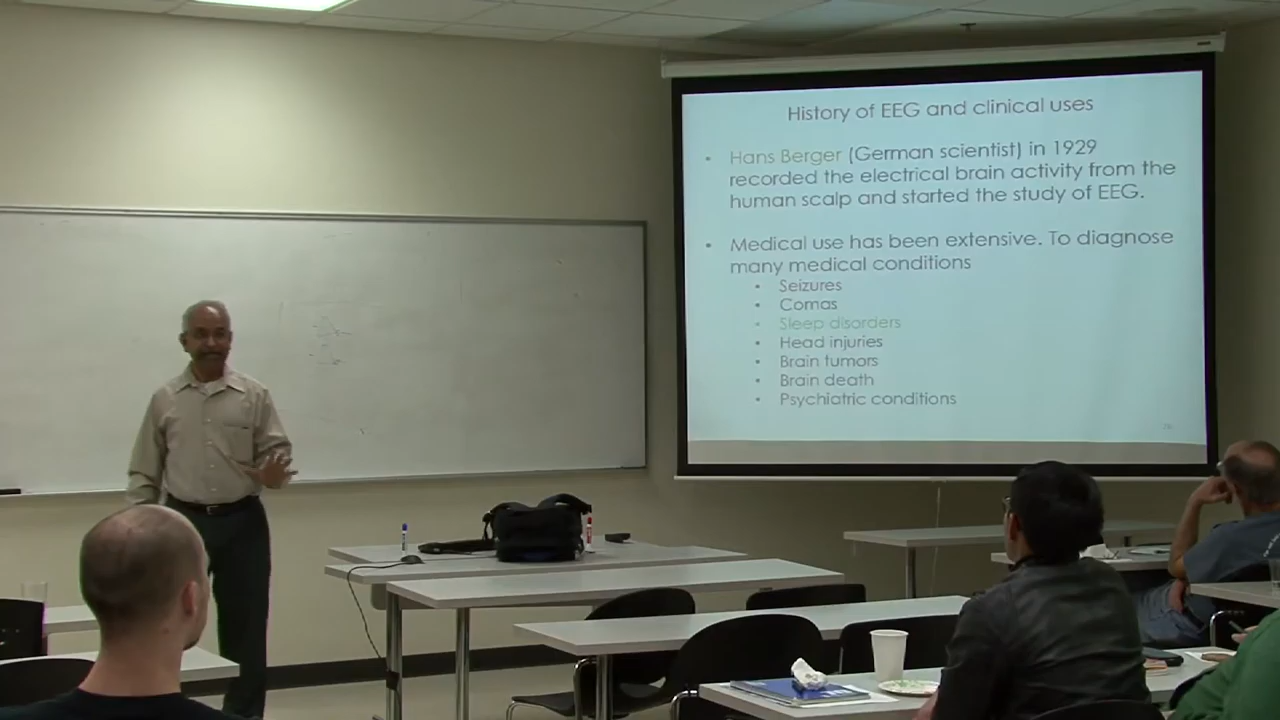 History of EEG and clinical uses
• Hans Berger (German scientist) in 1929
recorded the electrical brain activity from the
human scalp and started the study of EEG.
• Medical use has been extensive. To diagnose
many medical conditions
• Seizures
• Comas
• Sleep disorders
• Head injuries
• Brain tumors
• Brain death
• Psychiatric conditions